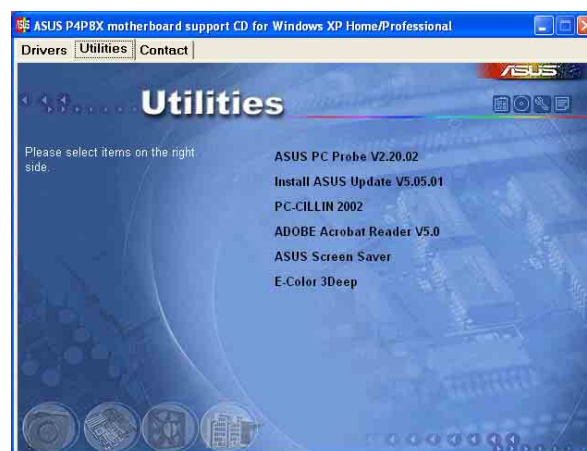 ASUS P4P8X motherboard support CD for Windows XP Home/Professional
Drivers Utilities Contact
ASUS
Utilities
Please select items on the right
side.
ASUS PC Probe V2.20.02
Install ASUS Update V5.05.01
PC-CILLIN 2002
ADOBE Acrobat Reader V5.0
ASUS Screen Saver
E-Color 3Deep